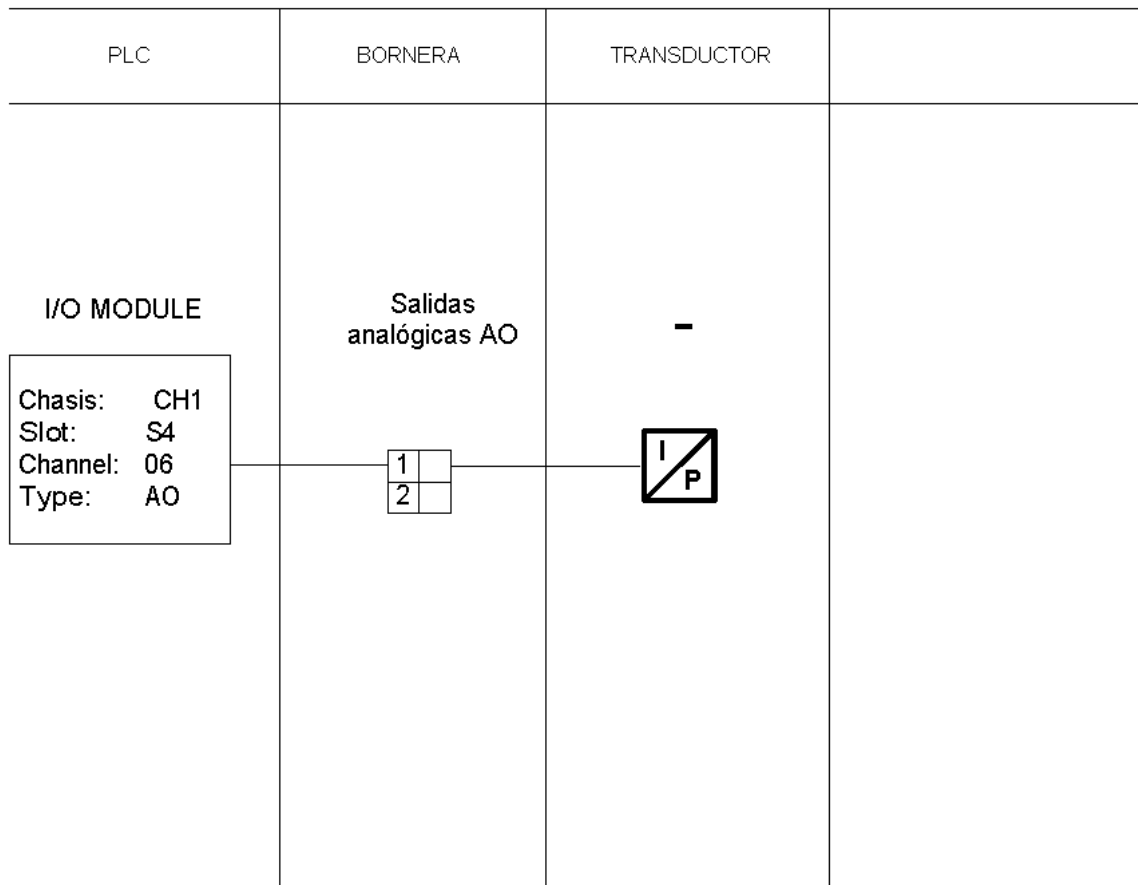 PLC
BORNERA
TRANSDUCTOR
I/O MODULE
Salidas
analógicas AO
-
Chasis: CH1
Slot: S4
Channel: 06
Type: AO
1
2
I
P